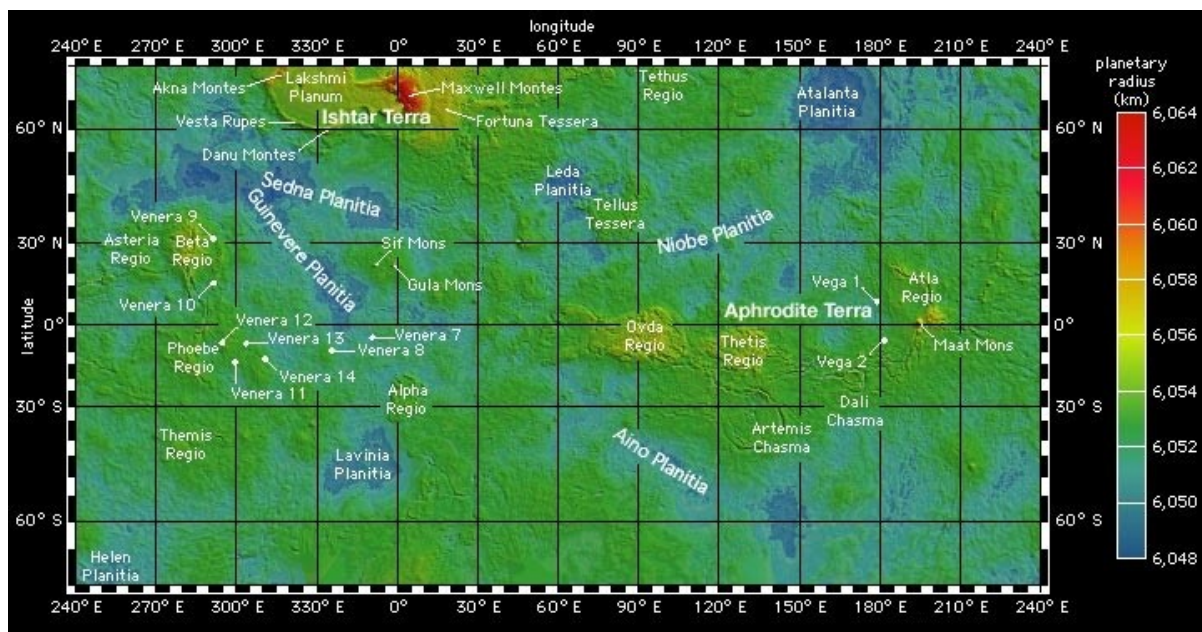 longitude
240° E 270° E 300° E 330° E 0° E 30° E 60° E 90° E 120° E 150° E 180° E 210° E 240° E
planetary
radius
(km)
Akna Montes
Lakshmi
Planum
Maxwell Montes
Tethus
Regio
Atalanta
Planitia
Vesta Rupes
Ishtar Terra
Fortuna Tessera
60° N
60° N
Danu Montes
Sedna Planitia
Guinevere Planitia
Leda
Planitia
Tellus
Tessera
Niobe Planitia
Venera 9
30° N
30° N
Asteria
Regio
Beta
Regio
Sif Mons
Gula Mons
Venera 10
Vega 1
Atla
Regio
Aphrodite Terra
latitude
0°
0°
Venera 12
Venera 13
Venera 7
Venera 8
Phoebe
Regio
Venera 14
Venera 11
Ovda
Regio
Thetis
Regio
Vega 2
Maat Mons
Alpha
Regio
Dali
Chasma
30° S
30° S
Artemis
Chasma
Themis
Regio
Lavinia
Planitia
Aino Planitia
60° S
60° S
Helen
Planitia
240° E 270° E 300° E 330° E 0° E 30° E 60° E 90° E 120° E 150° E 180° E 210° E 240° E
6,064
6,062
6,060
6,058
6,056
6,054
6,052
6,050
6,048